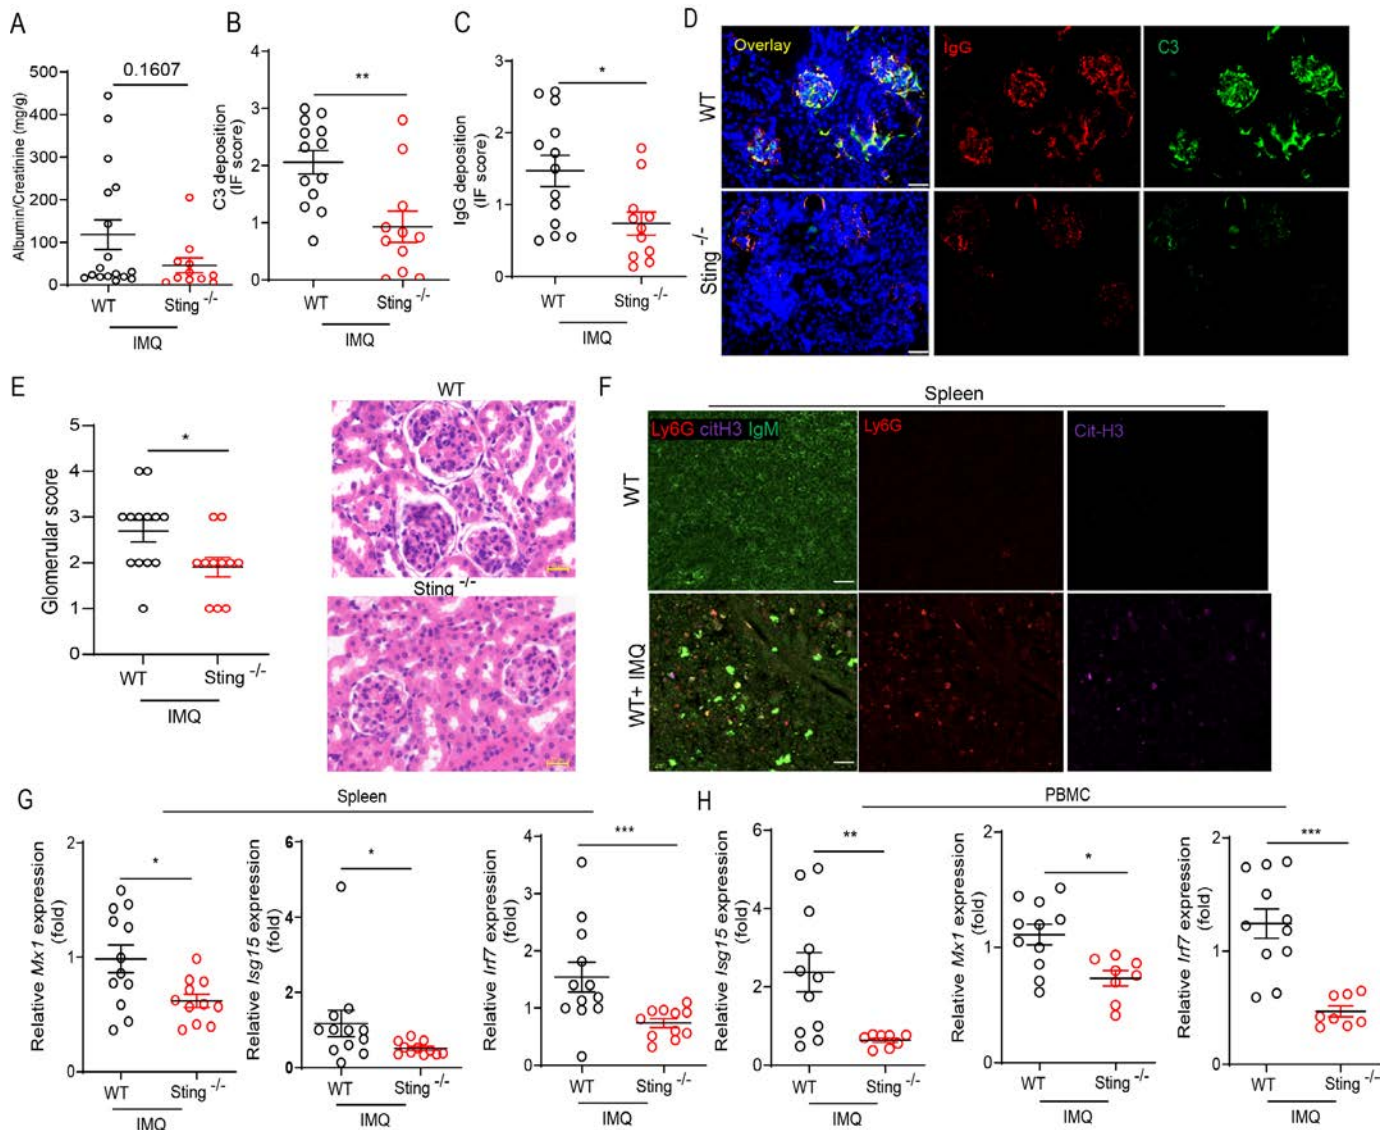 A
Albumin/Creatinine (mg/g)
500
400
300
200
100
0
0.1607
WT
Sting -/-
IMQ
B
C3 deposition
(IF score)
4
3
2
1
0
**
WT
Sting -/-
IMQ
C
IgG deposition
(IF score)
3
2
1
0
*
WT
Sting -/-
IMQ
D
Overlay
IgG
C3
WT
Sting -/-
E
Glomerular score
5
4
3
2
1
0
*
WT
Sting -/-
IMQ
WT
Sting -/-
F
Spleen
Ly6G citH3 IgM
Ly6G
Cit-H3
WT
WT+ IMQ
G
Spleen
Relative Mx1 expression
(fold)
2
1
0
*
WT
Sting -/-
IMQ
Relative Isg15 expression
(fold)
6
4
2
0
*
WT
Sting -/-
IMQ
Relative Irf7 expression
(fold)
4
3
2
1
0
***
WT
Sting -/-
IMQ
H
PBMC
Relative Isg15 expression
(fold)
6
4
2
0
**
WT
Sting -/-
IMQ
Relative Mx1 expression
(fold)
2
1
0
*
WT
Sting -/-
IMQ
Relative Irf7 expression
(fold)
2
1
0
***
WT
Sting -/-
IMQ